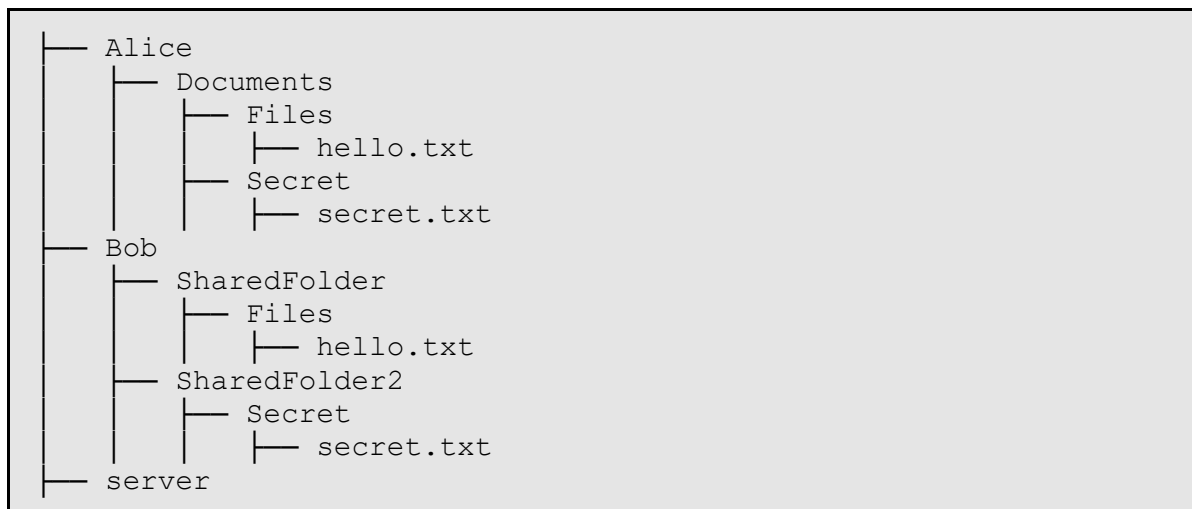 ├── Alice
│   ├── Documents
│   │   ├── Files
│   │   │   ├── hello.txt
│   │   ├── Secret
│   │   │   ├── secret.txt
├── Bob
│   ├── SharedFolder
│   │   ├── Files
│   │   │   ├── hello.txt
│   ├── SharedFolder2
│   │   ├── Secret
│   │   │   ├── secret.txt
├── server